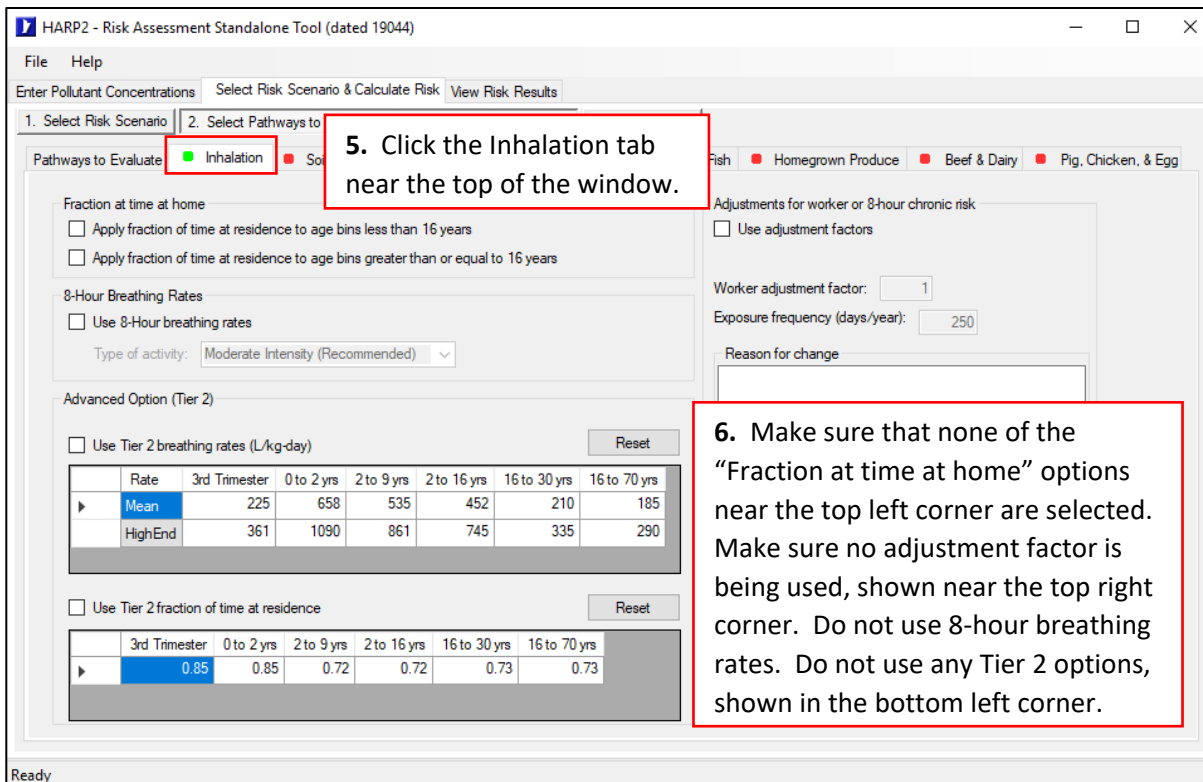 HARP2 - Risk Assessment Standalone Tool (dated 19044)
File Help
Enter Pollutant Concentrations Select Risk Scenario & Calculate Risk View Risk Results
1. Select Risk Scenario 2. Select Pathways to
5. Click the Inhalation tab
near the top of the window.
Pathways to Evaluate Inhalation Fish Homegrown Produce Beef & Dairy Pig, Chicken, & Egg
Fraction at time at home
Apply fraction of time at residence to age bins less than 16 years
Apply fraction of time at residence to age bins greater than or equal to 16 years
8-Hour Breathing Rates
Use 8-Hour breathing rates
Type of activity: Moderate Intensity (Recommended)
Adjustments for worker or 8-hour chronic risk
Use adjustment factors
Worker adjustment factor: 1
Exposure frequency (days/year): 250
Reason for change
Advanced Option (Tier 2)
Use Tier 2 breathing rates (L/kg-day) Reset
Rate 3rd Trimester 0 to 2 yrs 2 to 9 yrs 2 to 16 yrs 16 to 30 yrs 16 to 70 yrs
Mean 225 658 535 452 210 185
HighEnd 361 1090 861 745 335 290
Use Tier 2 fraction of time at residence Reset
3rd Trimester 0 to 2 yrs 2 to 9 yrs 2 to 16 yrs 16 to 30 yrs 16 to 70 yrs
0.85 0.85 0.72 0.72 0.73 0.73
6. Make sure that none of the
“Fraction at time at home” options
near the top left corner are selected.
Make sure no adjustment factor is
being used, shown near the top right
corner. Do not use 8-hour breathing
rates. Do not use any Tier 2 options,
shown in the bottom left corner.
Ready